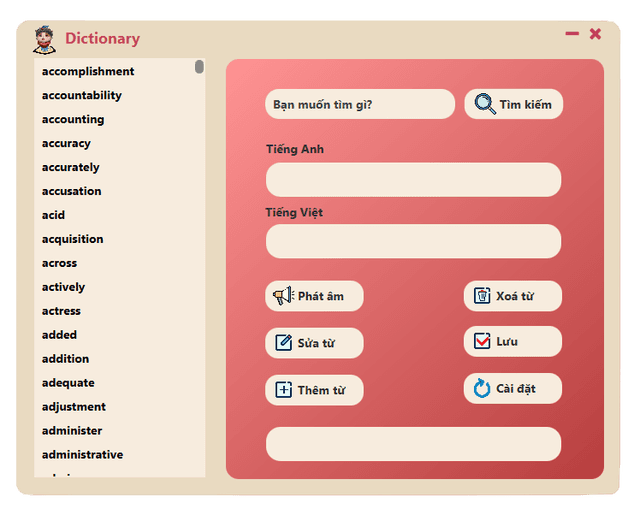 Dictionary
accomplishment
accountability
accounting
accuracy
accurately
accusation
acid
acquisition
across
actively
actress
added
addition
adequate
adjustment
administer
administrative
Bạn muốn tìm gì?
Tìm kiếm
Tiếng Anh
Tiếng Việt
Phát âm
Xoá từ
Sửa từ
Lưu
Thêm từ
Cài đặt